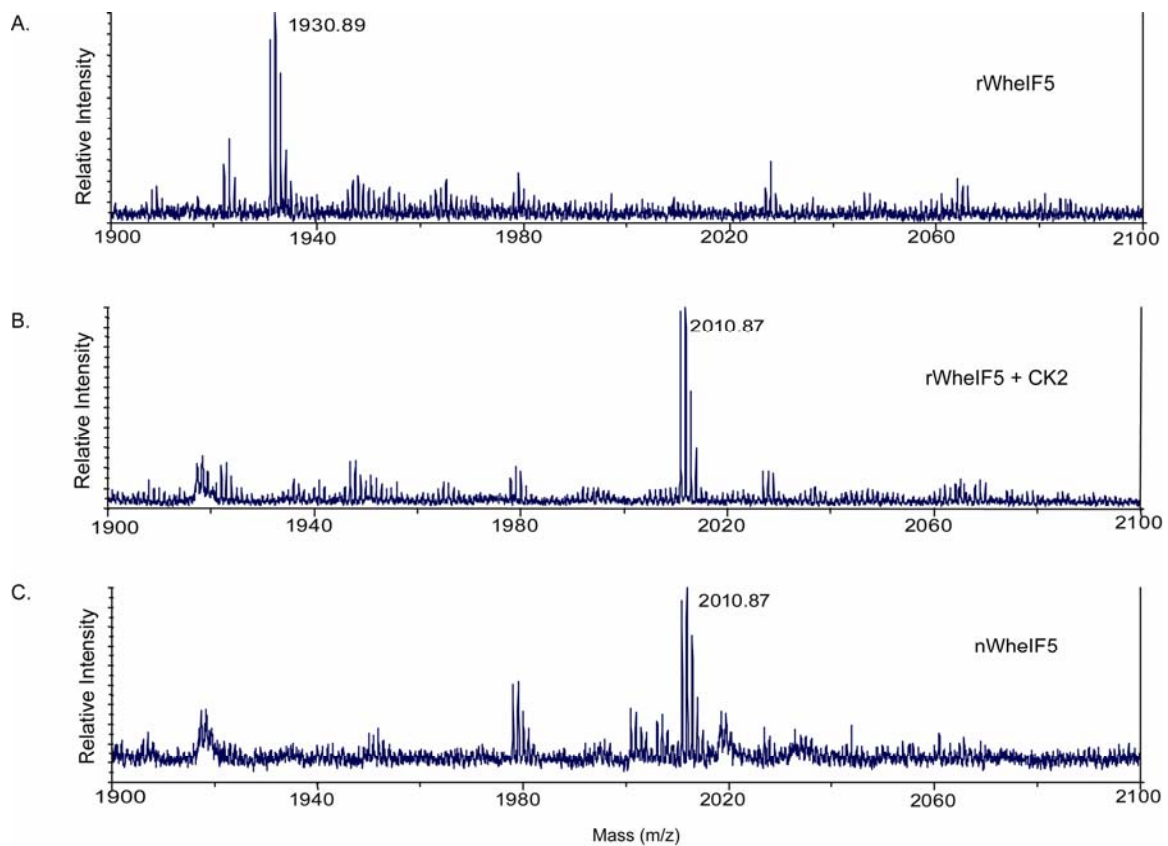 A.
1930.89
rWheIF5
Relative Intensity
1900 1940 1980 2020 2060 2100
B.
2010.87
rWheIF5 + CK2
Relative Intensity
1900 1940 1980 2020 2060 2100
C.
2010.87
nWheIF5
Relative Intensity
1900 1940 1980 2020 2060 2100
Mass (m/z)